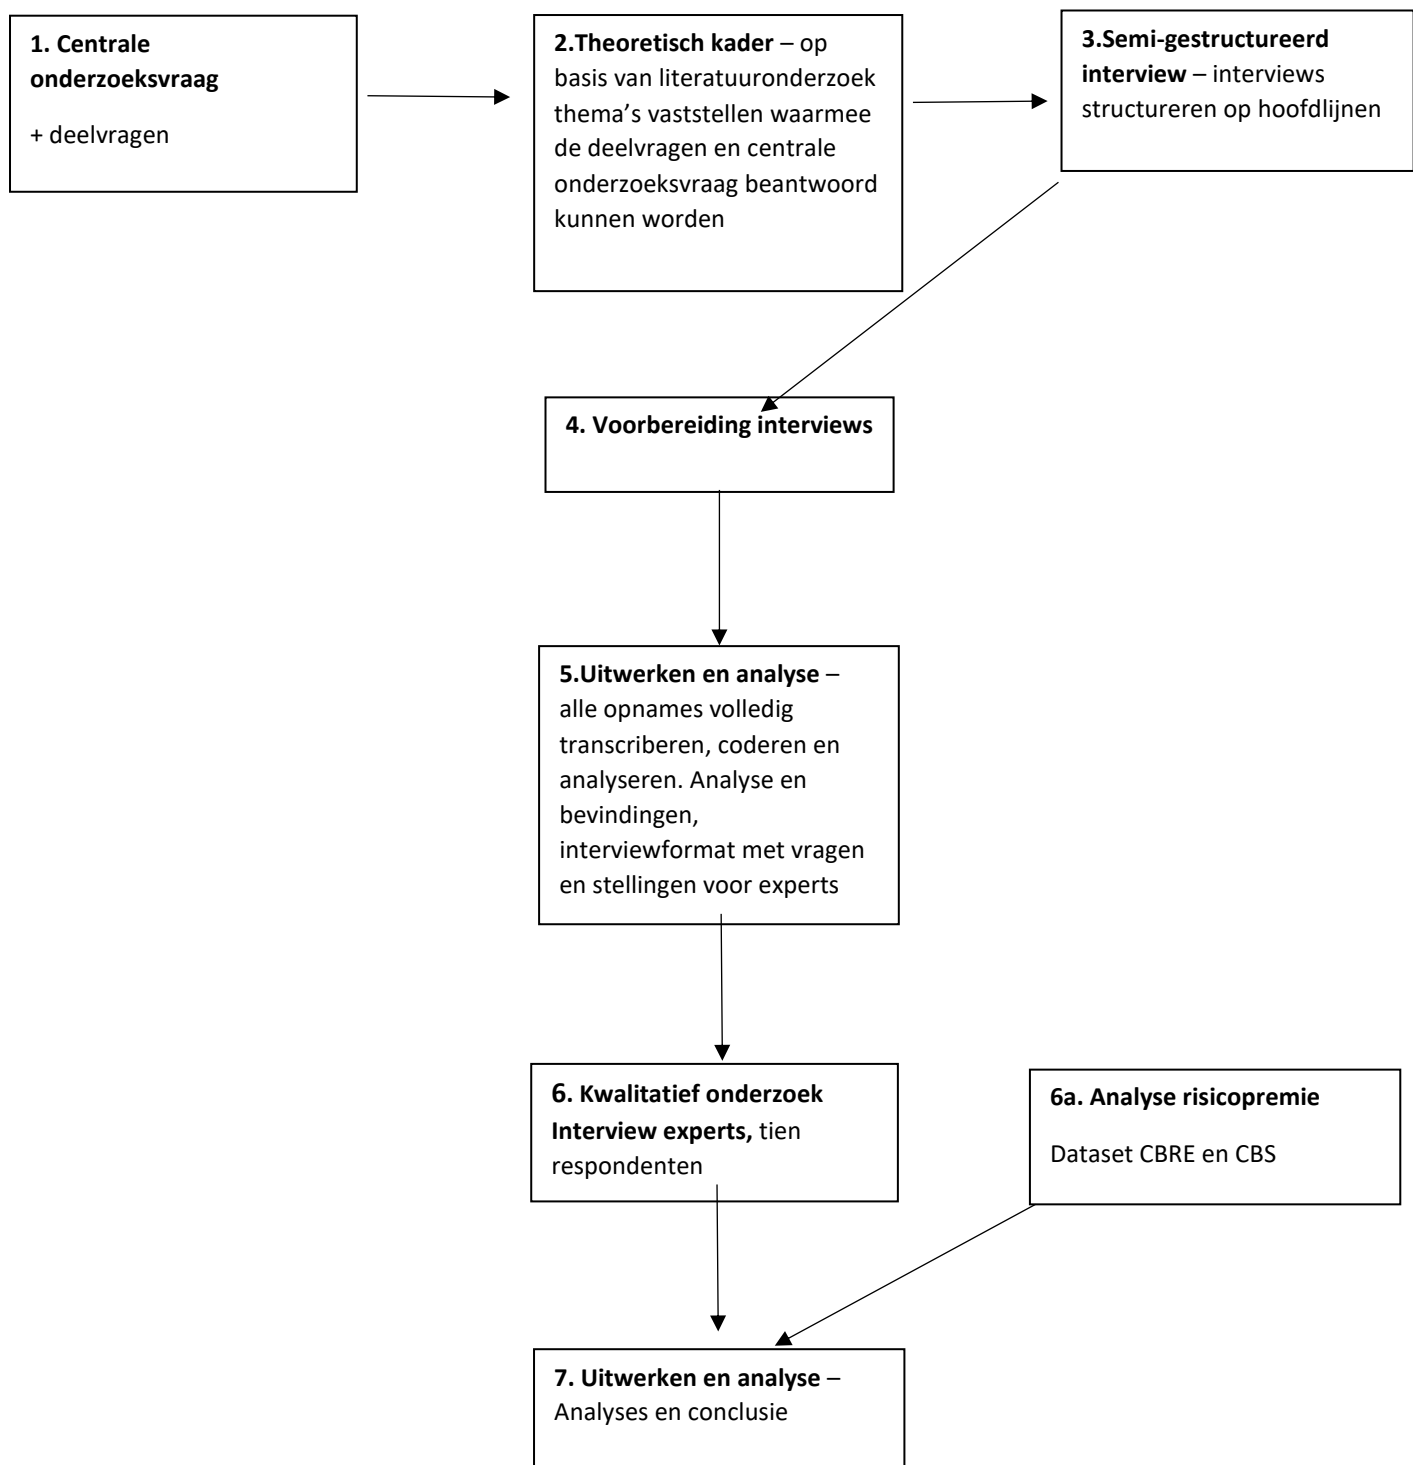 1. Centrale
onderzoeksvraag
+ deelvragen
2.Theoretisch kader – op
basis van literatuuronderzoek
thema’s vaststellen waarmee
de deelvragen en centrale
onderzoeksvraag beantwoord
kunnen worden
3.Semi-gestructureerd
interview – interviews
structureren op hoofdlijnen
4. Voorbereiding interviews
5.Uitwerken en analyse –
alle opnames volledig
transcriberen, coderen en
analyseren. Analyse en
bevindingen,
interviewformat met vragen
en stellingen voor experts
6. Kwalitatief onderzoek
Interview experts, tien
respondenten
6a. Analyse risicopremie
Dataset CBRE en CBS
7. Uitwerken en analyse –
Analyses en conclusie